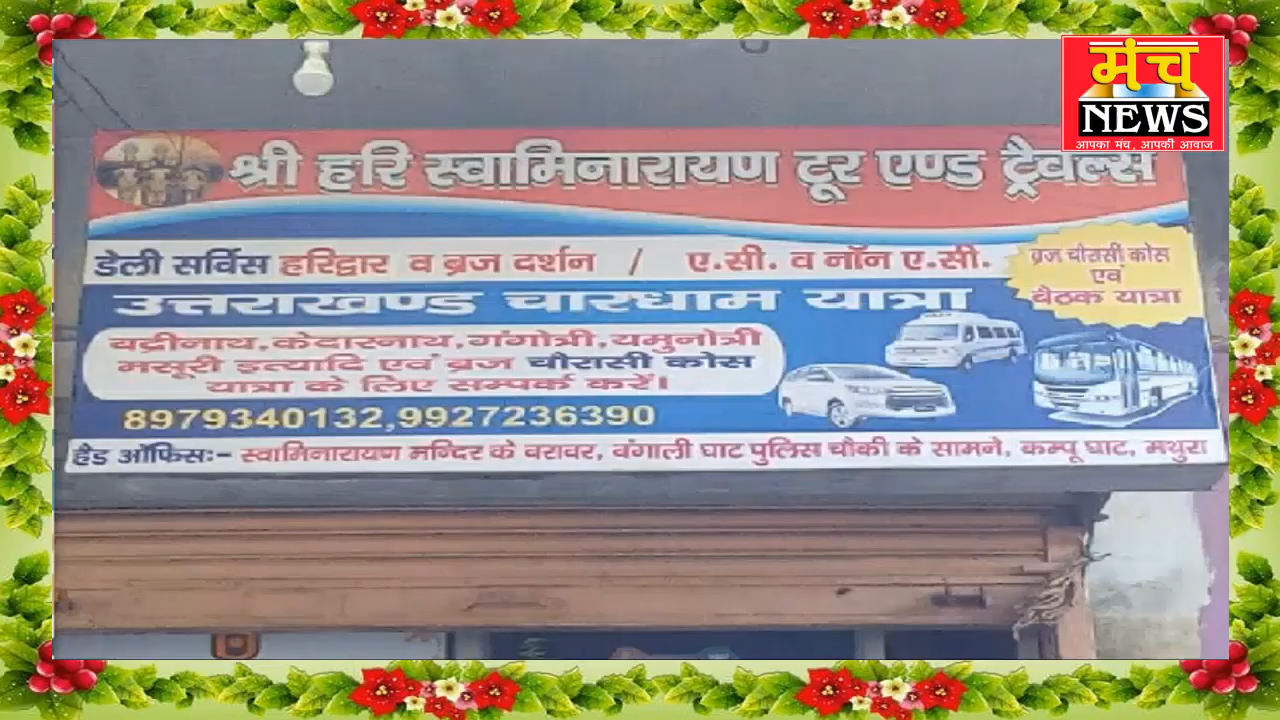 मंच
NEWS
आपका मंच, आपकी आवाज
श्री हरि स्वामिनारायण टूर एण्ड ट्रैवल्स
डेली सर्विस हरिद्वार व ब्रज दर्शन / ए.सी. व नॉन ए.सी.
ब्रज चौरासी कोस
एवं
बैठक यात्रा
उत्तराखण्ड चारधाम यात्रा
बद्रीनाथ,केदारनाथ,गंगोत्री,यमुनोत्री
मसूरी इत्यादि एवं ब्रज चौरासी कोस
यात्रा के लिए सम्पर्क करें।
8979340132,9927236390
हैड ऑफिस:- स्वामिनारायण मन्दिर के बराबर, बंगाली घाट पुलिस चौकी के सामने, कम्पू घाट, मथुरा